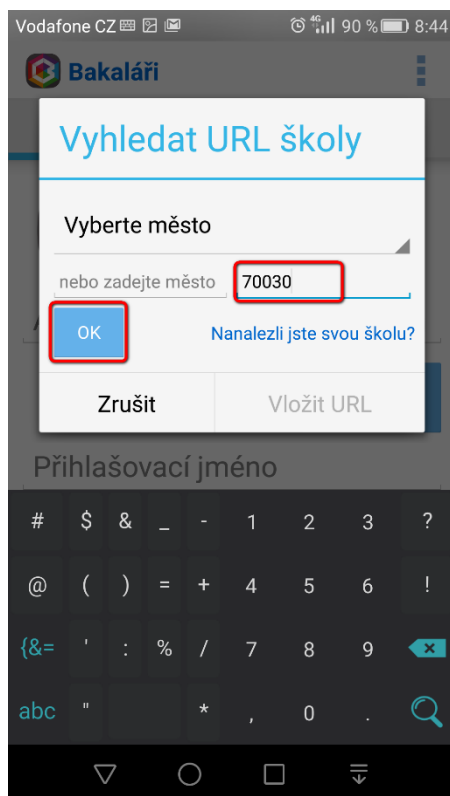 Vodafone CZ 4G 90 % 8:44
Bakaláři
Vyhledat URL školy
Vyberte město
nebo zadejte město 70030
OK Nanalezli jste svou školu?
Zrušit Vložit URL
Přihlašovací jméno
# $ & _ - 1 2 3 ?
@ ( ) = + 4 5 6 !
{&= ' : % / 7 8 9
abc " * , 0 .